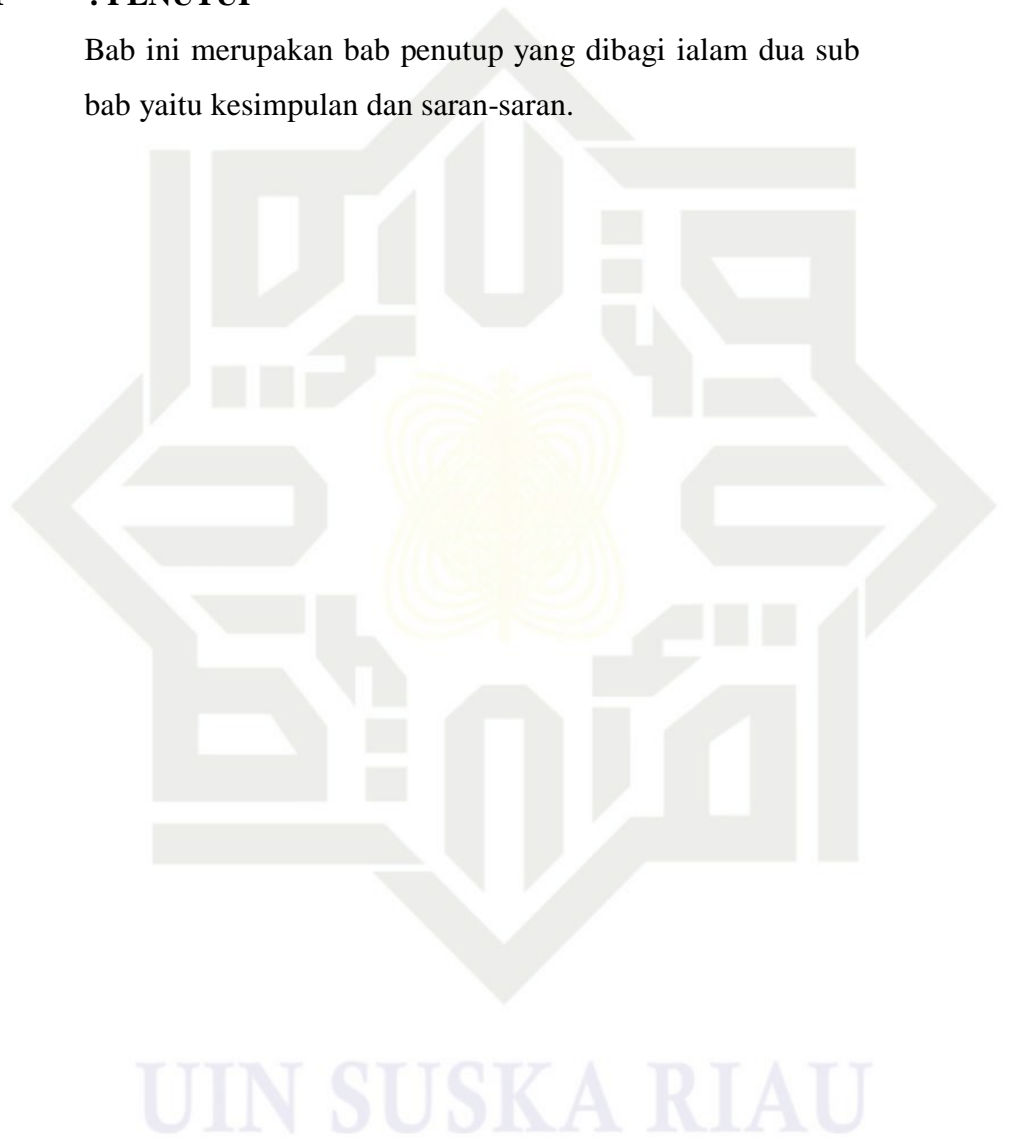 : PENUTUP
Bab ini merupakan bab penutup yang dibagi ialam dua sub
bab yaitu kesimpulan dan saran-saran.
UIN SUSKA RIAU